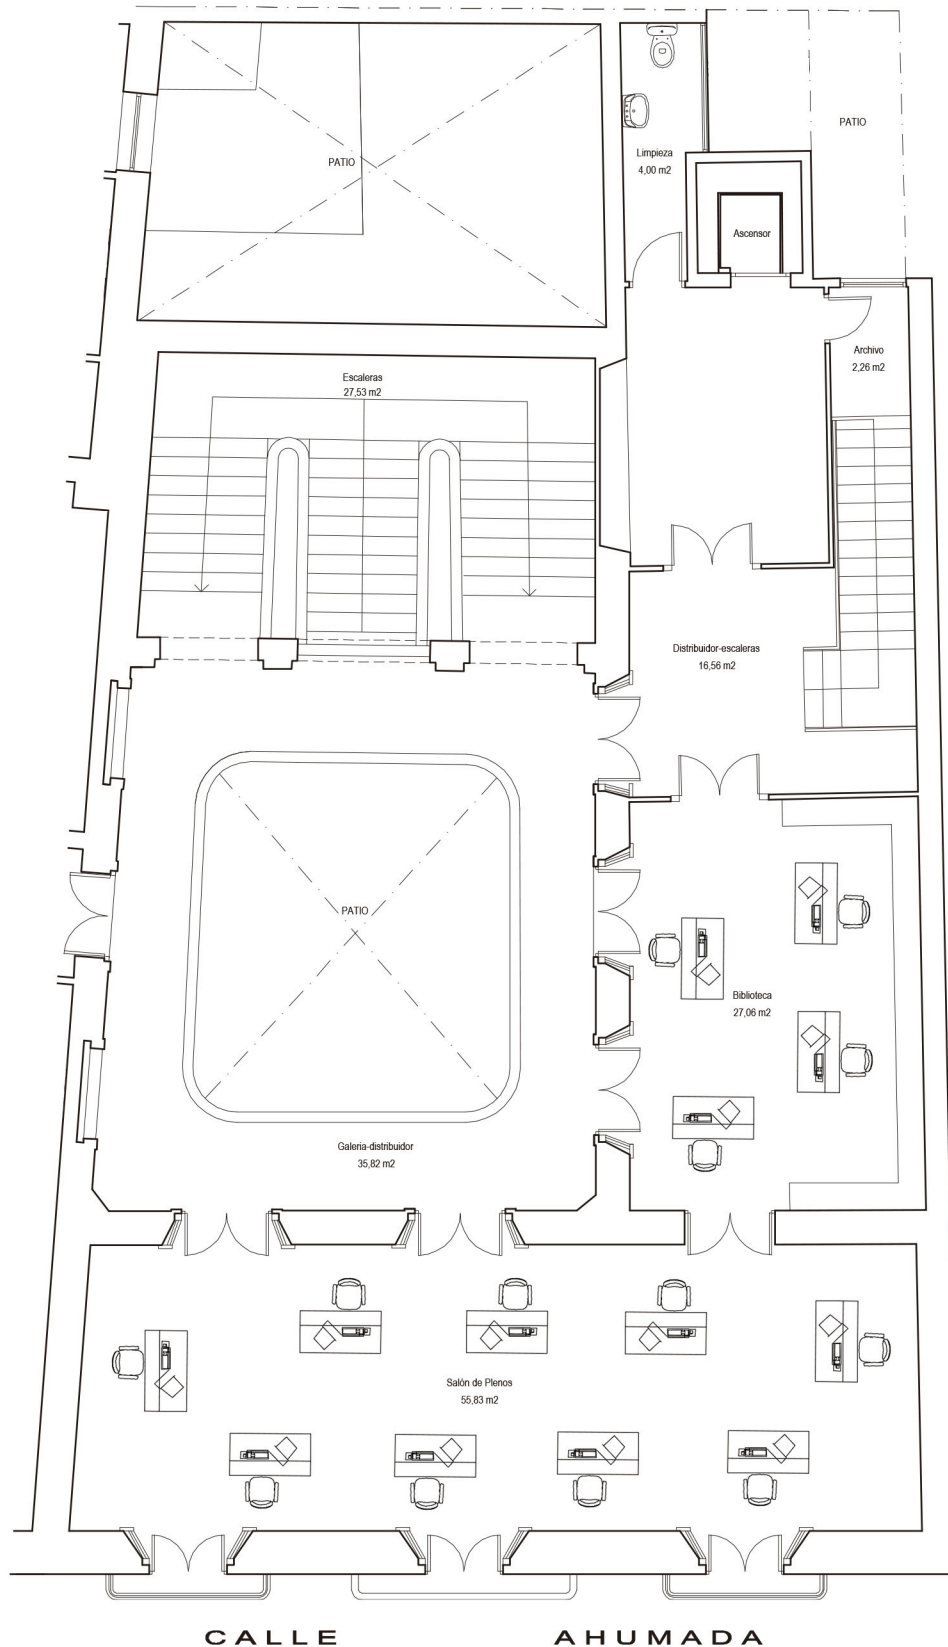 PATIO
PATIO
Limpieza
4,00 m2
Ascensor
Archivo
2,26 m2
Escaleras
27,53 m2
Distribuidor-escaleras
16,56 m2
PATIO
Biblioteca
27,06 m2
Galeria-distribuidor
35,82 m2
Salón de Plenos
55,83 m2
CALLE AHUMADA